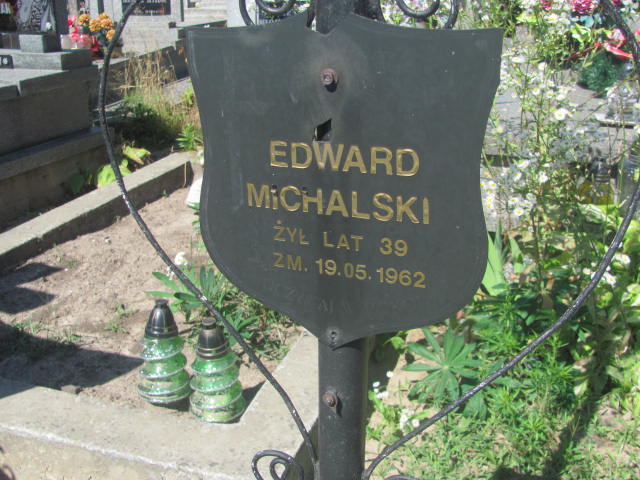 EDWARD
MiCHALSKI
ŻYŁ LAT 39
ZM. 19.05.1962